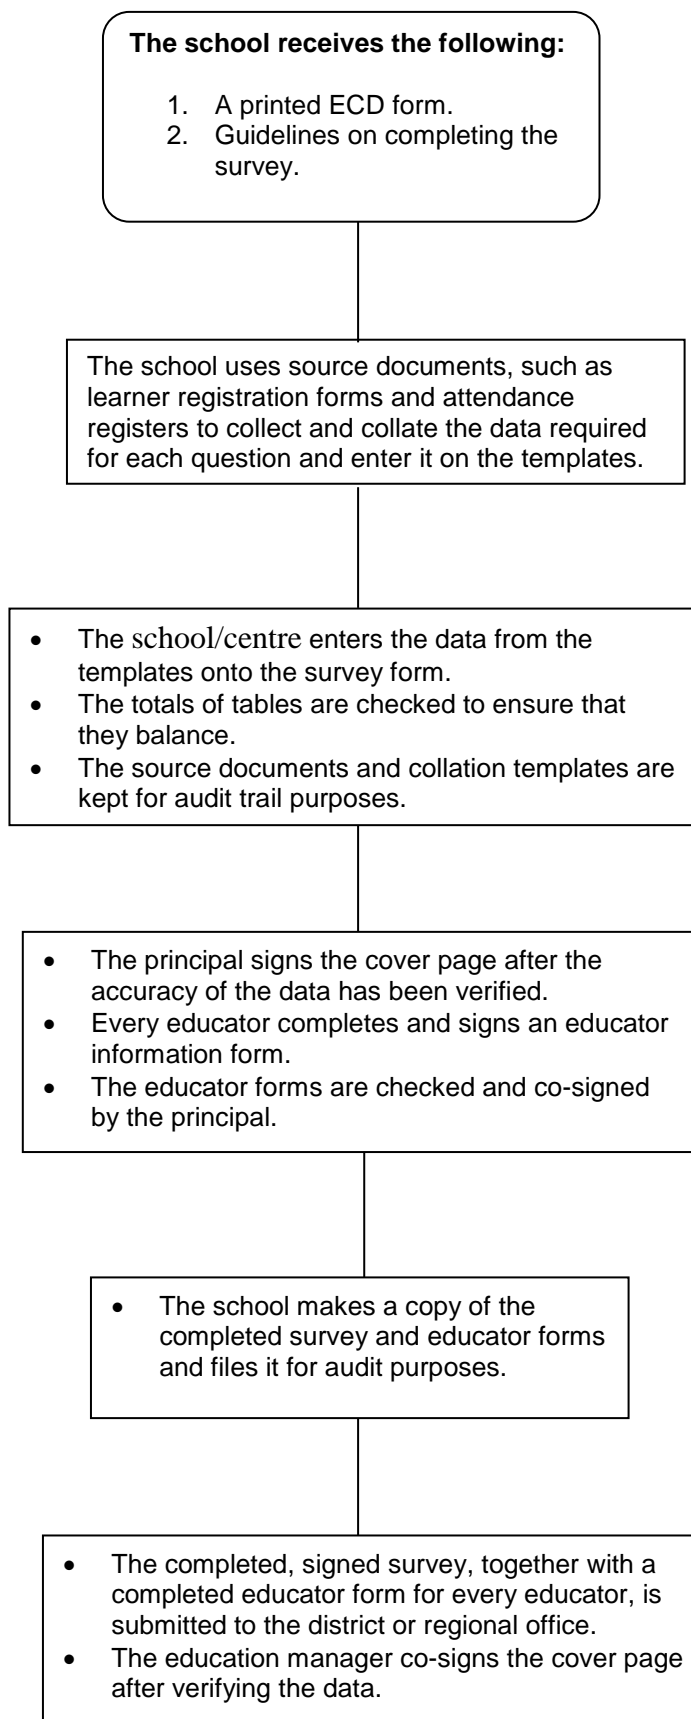 The school receives the following:
1. A printed ECD form.
2. Guidelines on completing the
survey.
The school uses source documents, such as
learner registration forms and attendance
registers to collect and collate the data required
for each question and enter it on the templates.
• The school/centre enters the data from the
templates onto the survey form.
• The totals of tables are checked to ensure that
they balance.
• The source documents and collation templates are
kept for audit trail purposes.
• The principal signs the cover page after the
accuracy of the data has been verified.
• Every educator completes and signs an educator
information form.
• The educator forms are checked and co-signed
by the principal.
• The school makes a copy of the
completed survey and educator forms
and files it for audit purposes.
• The completed, signed survey, together with a
completed educator form for every educator, is
submitted to the district or regional office.
• The education manager co-signs the cover page
after verifying the data.